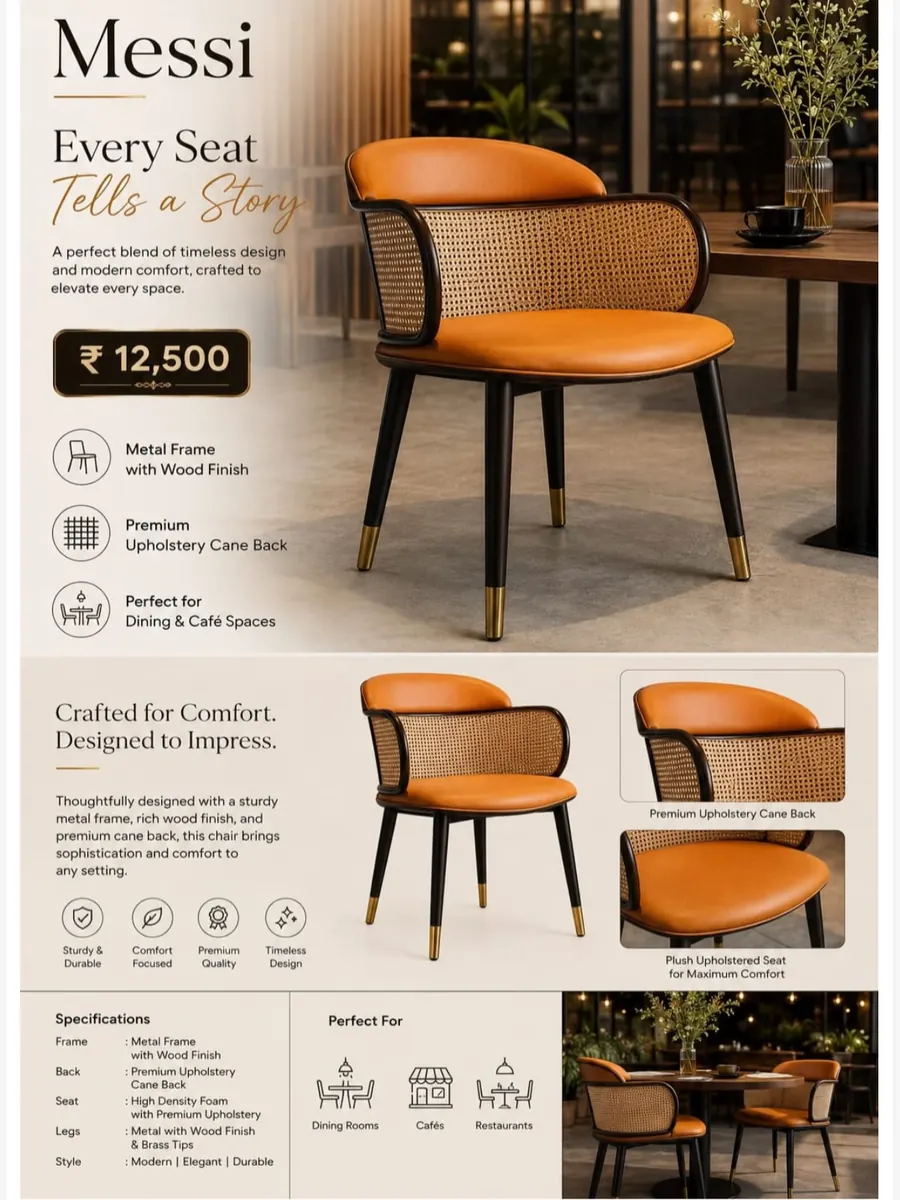 Messi
Every Seat
Tells a Story
A perfect blend of timeless design
and modern comfort, crafted to
elevate every space.
₹ 12,500
Metal Frame
with Wood Finish
Premium
Upholstery Cane Back
Perfect for
Dining & Café Spaces
Crafted for Comfort.
Designed to Impress.
Thoughtfully designed with a sturdy
metal frame, rich wood finish, and
premium cane back, this chair brings
sophistication and comfort to
any setting.
Sturdy &
Durable
Comfort
Focused
Premium
Quality
Timeless
Design
Premium Upholstery Cane Back
Plush Upholstered Seat
for Maximum Comfort
Specifications
Frame : Metal Frame
with Wood Finish
Back : Premium Upholstery
Cane Back
Seat : High Density Foam
with Premium Upholstery
Legs : Metal with Wood Finish
& Brass Tips
Style : Modern | Elegant | Durable
Perfect For
Dining Rooms
Cafés
Restaurants